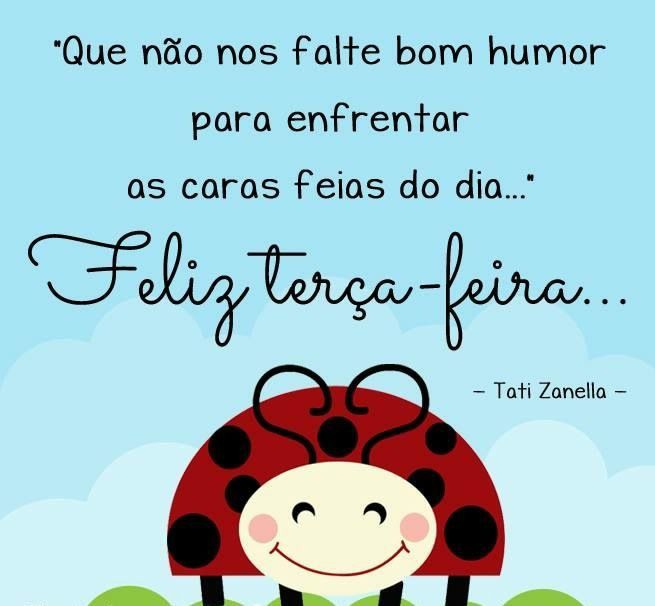 "Que não nos falte bom humor
para enfrentar
as caras feias do dia..."
Feliz terça-feira...
– Tati Zanella –